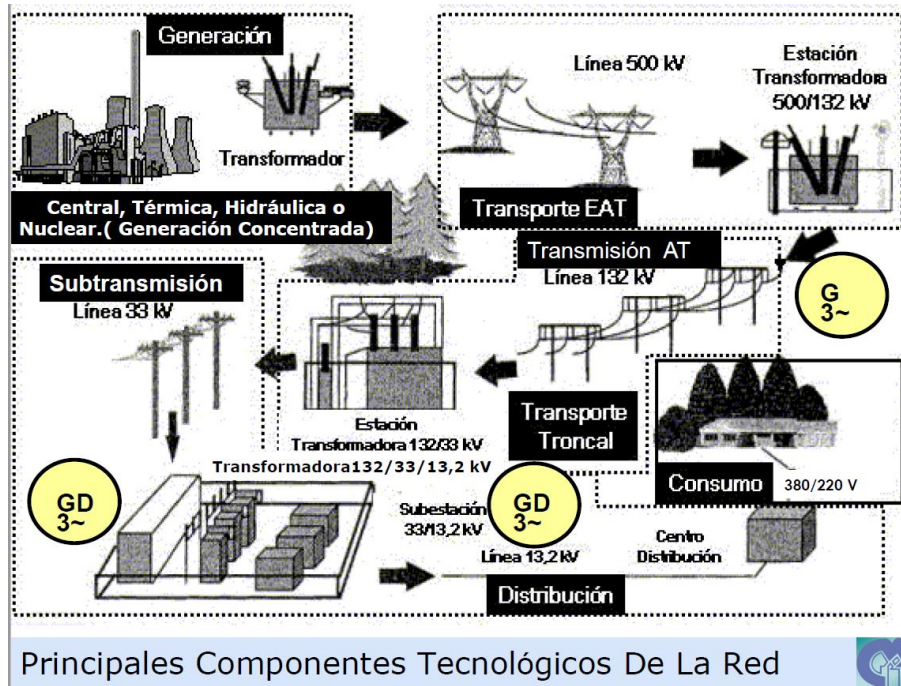 Generación
Transformador
Central, Térmica, Hidráulica o
Nuclear.( Generación Concentrada)
Línea 500 kV
Estación
Transformadora
500/132 kV
Transporte EAT
Transmisión AT
Línea 132 kV
G
3~
Subtransmisión
Línea 33 kV
Estación
Transformadora 132/33 kV
Transformadora132/33/13,2 kV
Transporte
Troncal
Consumo
380/220 V
GD
3~
Subestación
33/13,2 kV
GD
3~
Línea 13,2 kV
Centro
Distribución
Distribución
Principales Componentes Tecnológicos De La Red